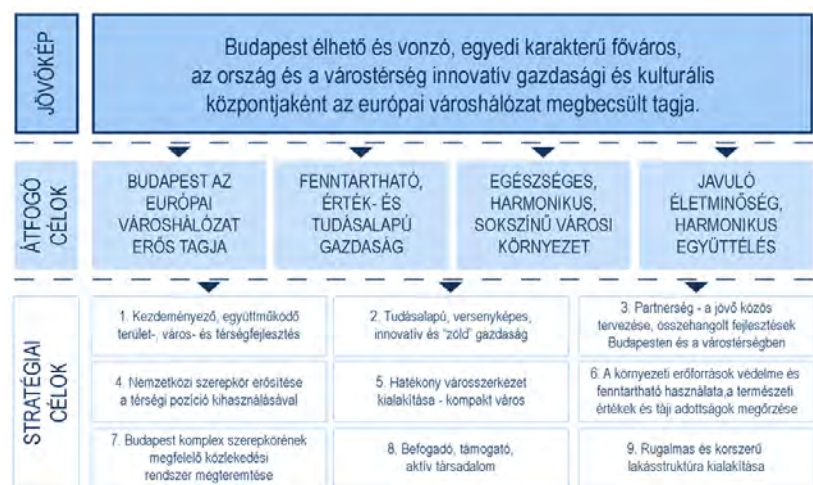 JÖVŐKÉP
Budapest élhető és vonzó, egyedi karakterű főváros,
az ország és a várostérség innovatív gazdasági és kulturális
központjaként az európai városhálózat megbecsült tagja.
ÁTFOGÓ
CÉLOK
BUDAPEST AZ
EURÓPAI
VÁROSHÁLÓZAT
ERŐS TAGJA
FENNTARTHATÓ,
ÉRTÉK- ÉS
TUDÁSALAPÚ
GAZDASÁG
EGÉSZSÉGES,
HARMONIKUS,
SOKSZÍNŰ VÁROSI
KÖRNYEZET
JAVULÓ
ÉLETMINŐSÉG,
HARMONIKUS
EGYÜTTÉLÉS
STRATÉGIAI
CÉLOK
1. Kezdeményező, együttműködő
terület-, város- és térségfejlesztés
2. Tudásalapú, versenyképes,
innovatív és "zöld" gazdaság
3. Partnerség - a jövő közös
tervezése, összehangolt fejlesztések
Budapesten és a várostérségben
4. Nemzetközi szerepkör erősítése
a térségi pozíció kihasználásával
5. Hatékony városszerkezet
kialakítása - kompakt város
6. A környezeti erőforrások védelme és
fenntartható használata,a természeti
értékek és táji adottságok megőrzése
7. Budapest komplex szerepkörének
megfelelő közlekedési
rendszer megteremtése
8. Befogadó, támogató,
aktív társadalom
9. Rugalmas és korszerű
lakásstruktúra kialakítása